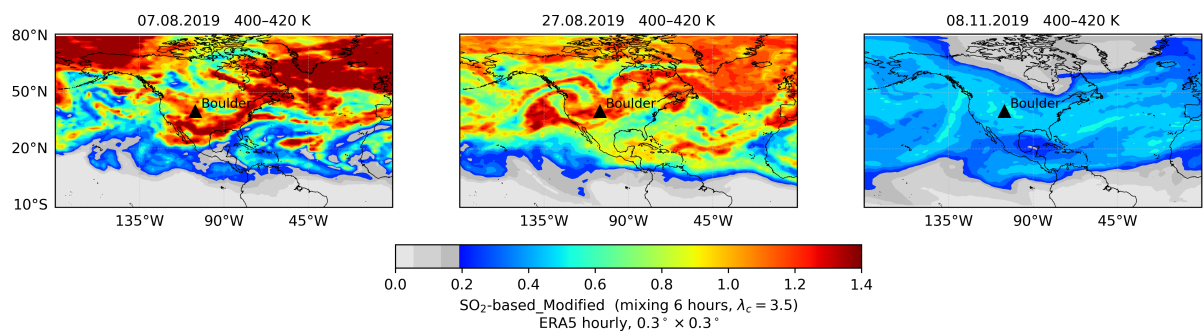 07.08.2019 400–420 K
27.08.2019 400–420 K
08.11.2019 400–420 K
80°N
50°N
20°N
10°S
Boulder
Boulder
Boulder
135°W 90°W 45°W
135°W 90°W 45°W
135°W 90°W 45°W
0.0 0.2 0.4 0.6 0.8 1.0 1.2 1.4
SO₂-based_Modified (mixing 6 hours, λ_c = 3.5)
ERA5 hourly, 0.3° × 0.3°